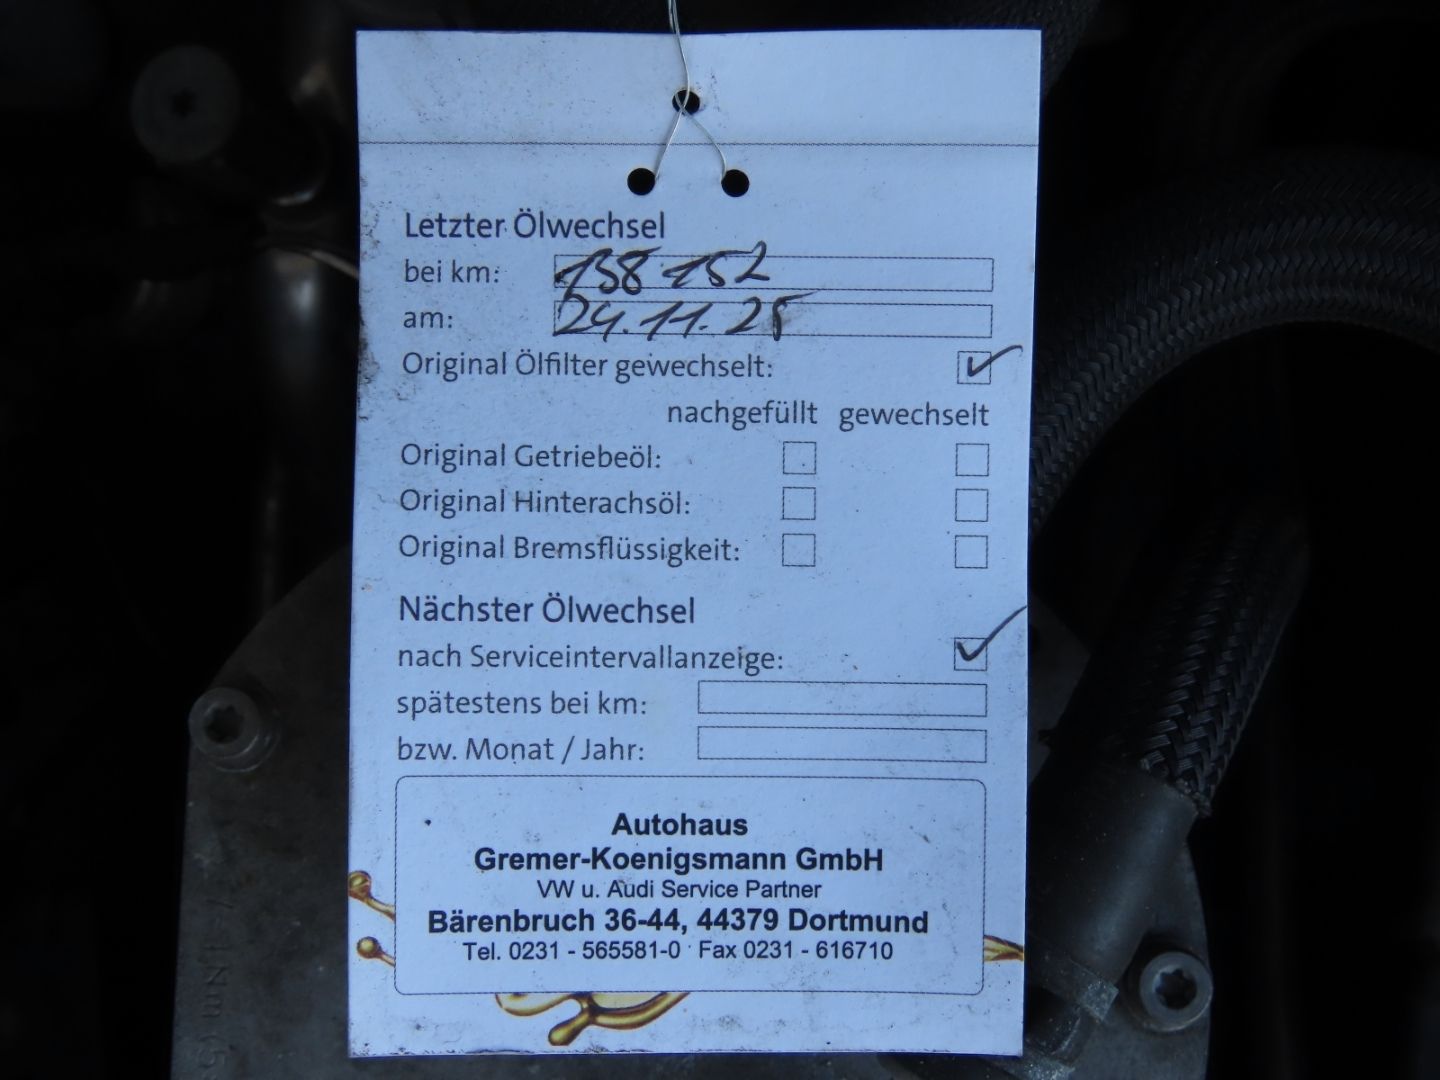 Letzter Ölwechsel
bei km: 138.152
am: 24.11.25
Original Ölfilter gewechselt:
nachgefüllt gewechselt
Original Getriebeöl:
Original Hinterachsöl:
Original Bremsflüssigkeit:
Nächster Ölwechsel
nach Serviceintervallanzeige:
spätestens bei km:
bzw. Monat / Jahr:
Autohaus
Gremer-Koenigsmann GmbH
VW u. Audi Service Partner
Bärenbruch 36-44, 44379 Dortmund
Tel. 0231 - 565581-0 Fax 0231 - 616710